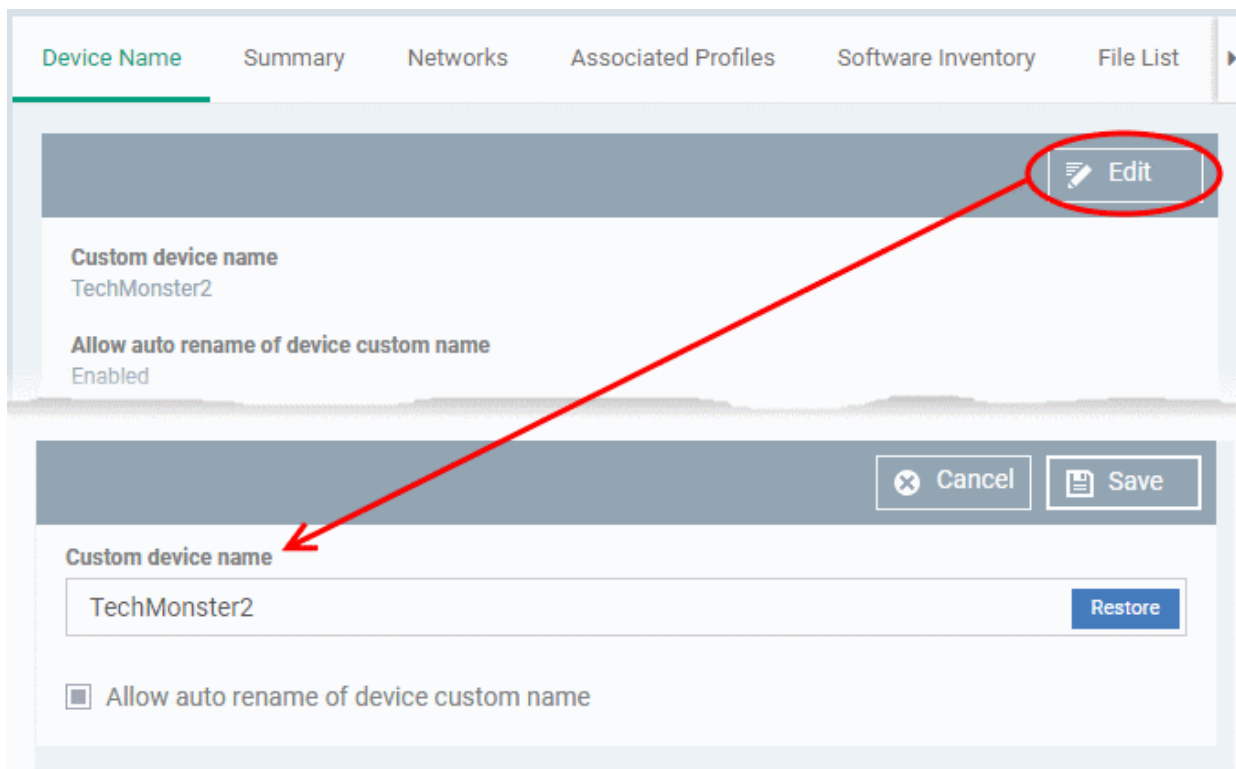 Device Name Summary Networks Associated Profiles Software Inventory File List
Edit
Custom device name
TechMonster2
Allow auto rename of device custom name
Enabled
Cancel Save
Custom device name
TechMonster2 Restore
Allow auto rename of device custom name